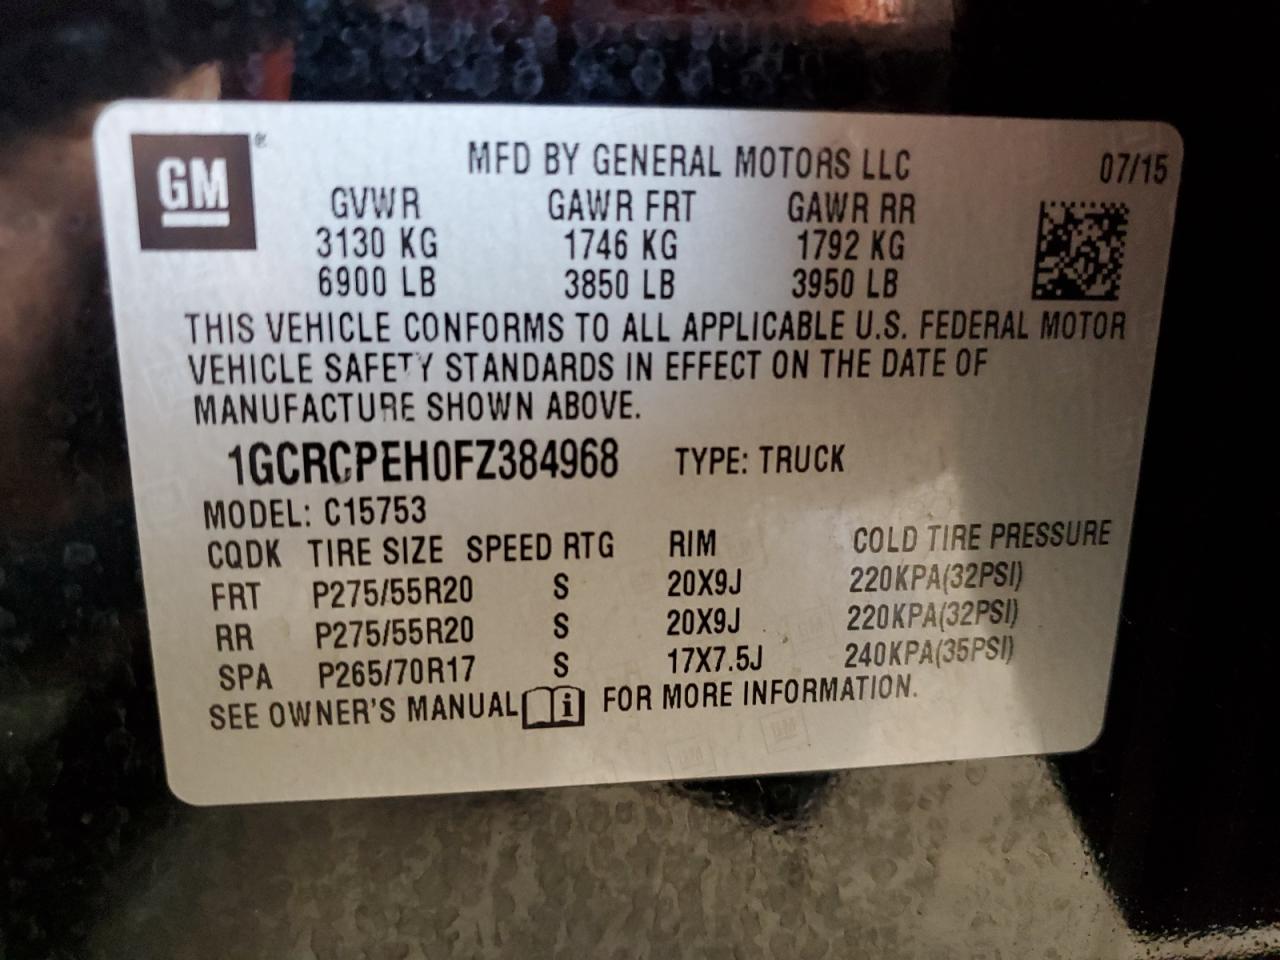 GM®
MFD BY GENERAL MOTORS LLC 07/15
GVWR GAWR FRT GAWR RR
3130 KG 1746 KG 1792 KG
6900 LB 3850 LB 3950 LB
THIS VEHICLE CONFORMS TO ALL APPLICABLE U.S. FEDERAL MOTOR
VEHICLE SAFETY STANDARDS IN EFFECT ON THE DATE OF
MANUFACTURE SHOWN ABOVE.
1GCRCPEH0FZ384968 TYPE: TRUCK
MODEL: C15753
CQDK TIRE SIZE SPEED RTG RIM COLD TIRE PRESSURE
FRT P275/55R20 S 20X9J 220KPA(32PSI)
RR P275/55R20 S 20X9J 220KPA(32PSI)
SPA P265/70R17 S 17X7.5J 240KPA(35PSI)
SEE OWNER'S MANUAL i FOR MORE INFORMATION.